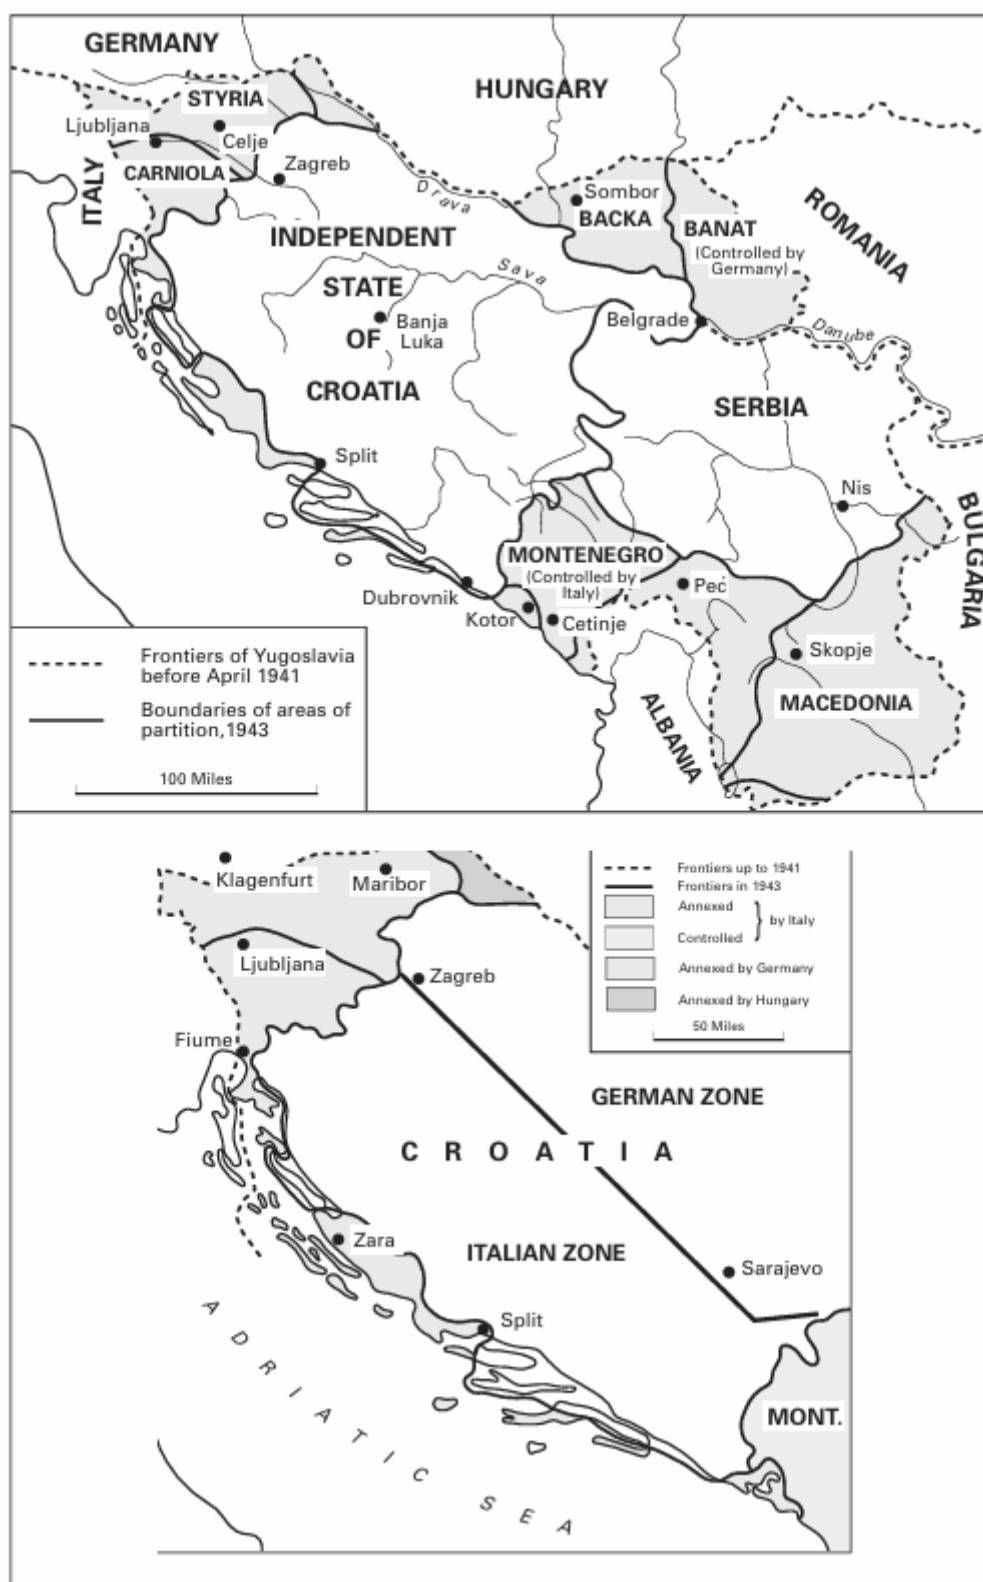 GERMANY
HUNGARY
STYRIA
Ljubljana
Celje
ITALY
CARNIOLA
Zagreb
Drava
Sombor
BACKA
BANAT
(Controlled by
Germany)
ROMANIA
INDEPENDENT
STATE
OF
CROATIA
Sava
Banja
Luka
Belgrade
Danube
SERBIA
Split
Nis
BULGARIA
MONTENEGRO
(Controlled by
Italy)
Peć
Dubrovnik
Kotor
Cetinje
Skopje
MACEDONIA
ALBANIA
Frontiers of Yugoslavia
before April 1941
Boundaries of areas of
partition,1943
100 Miles
Klagenfurt
Maribor
Frontiers up to 1941
Frontiers in 1943
Annexed
by Italy
Controlled
Annexed by Germany
Annexed by Hungary
50 Miles
Ljubljana
Zagreb
Fiume
GERMAN ZONE
CROATIA
Zara
ITALIAN ZONE
Sarajevo
Split
MONT.
ADRIATIC SEA